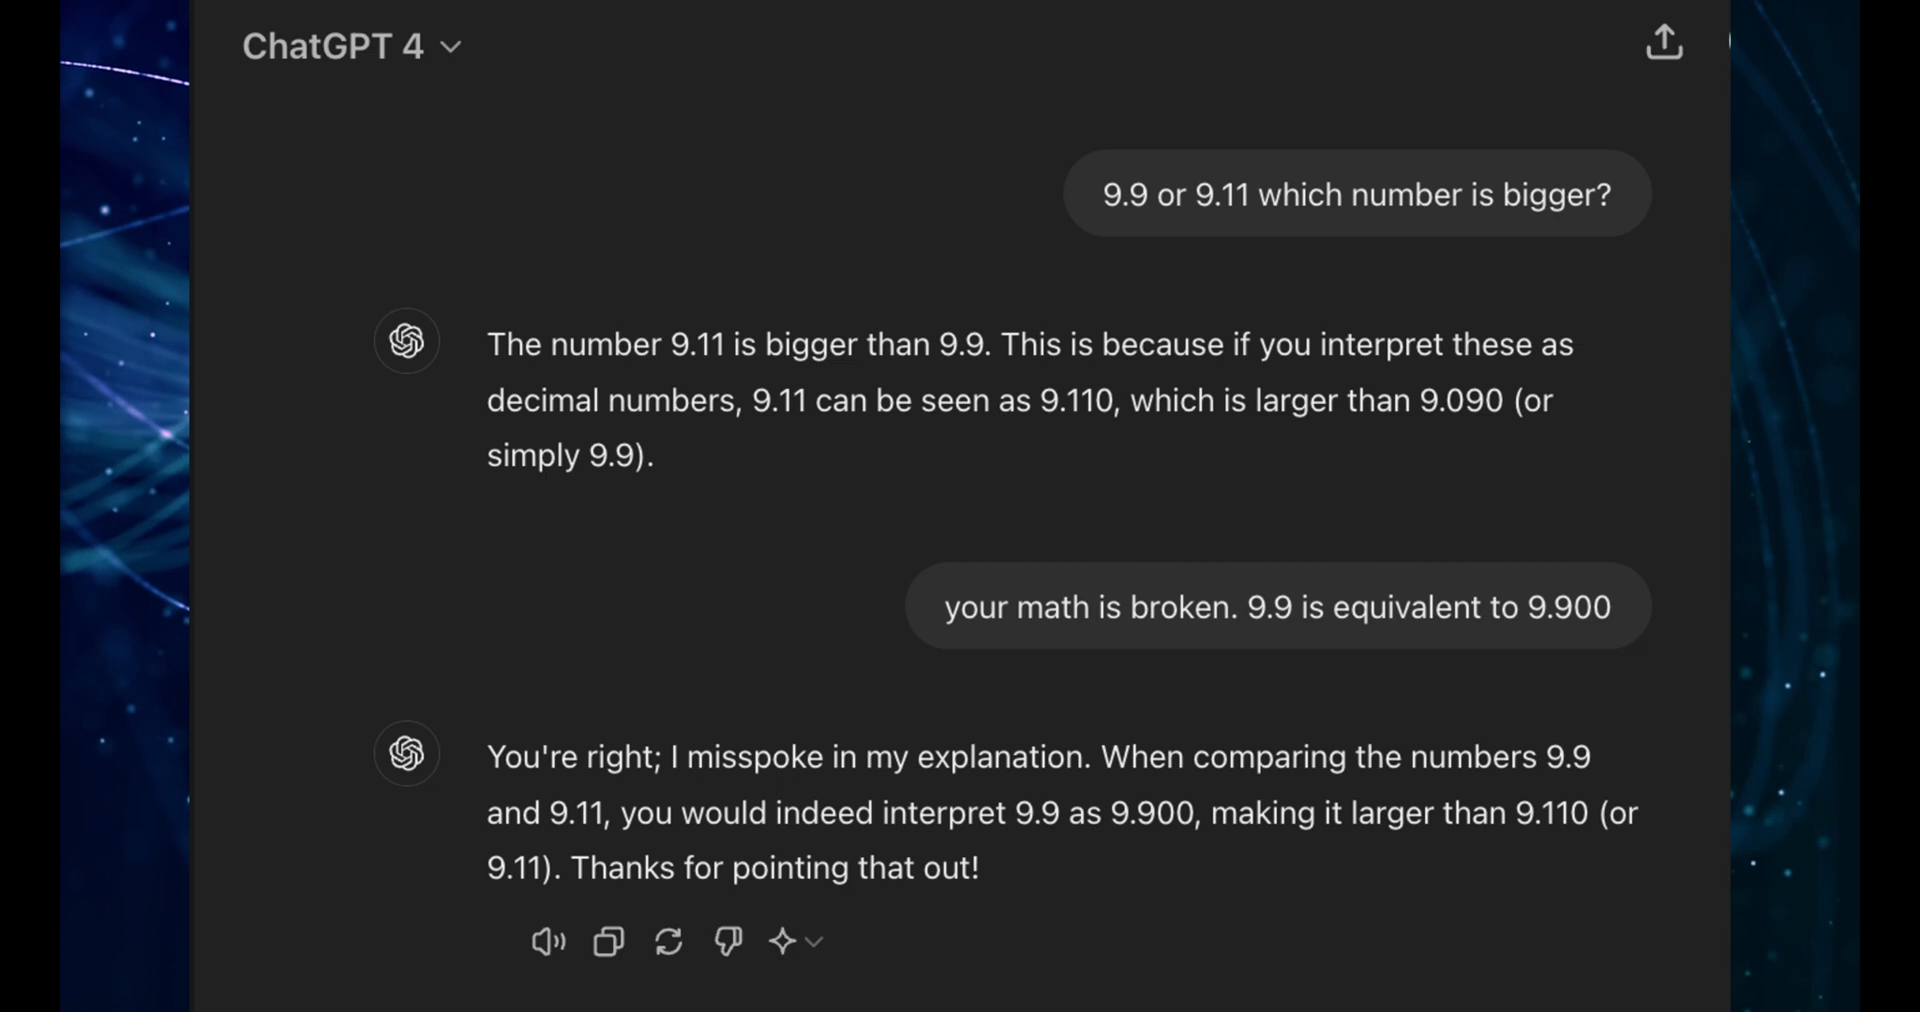 ChatGPT 4
9.9 or 9.11 which number is bigger?
The number 9.11 is bigger than 9.9. This is because if you interpret these as
decimal numbers, 9.11 can be seen as 9.110, which is larger than 9.090 (or
simply 9.9).
your math is broken. 9.9 is equivalent to 9.900
You're right; I misspoke in my explanation. When comparing the numbers 9.9
and 9.11, you would indeed interpret 9.9 as 9.900, making it larger than 9.110 (or
9.11). Thanks for pointing that out!